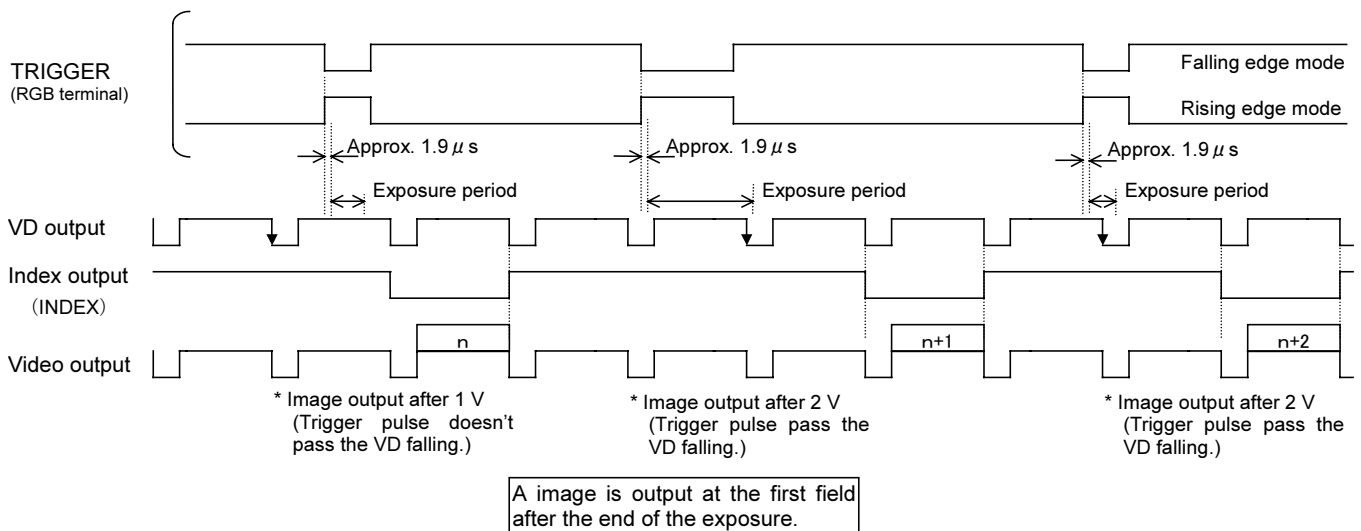 TRIGGER
(RGB terminal)
Falling edge mode
Rising edge mode
Approx. 1.9 μ s
Approx. 1.9 μ s
Approx. 1.9 μ s
Exposure period
Exposure period
Exposure period
VD output
Index output
（INDEX）
Video output
n
n+1
n+2
* Image output after 1 V
(Trigger pulse doesn't
pass the VD falling.)
* Image output after 2 V
(Trigger pulse pass the
VD falling.)
* Image output after 2 V
(Trigger pulse pass the
VD falling.)
A image is output at the first field
after the end of the exposure.